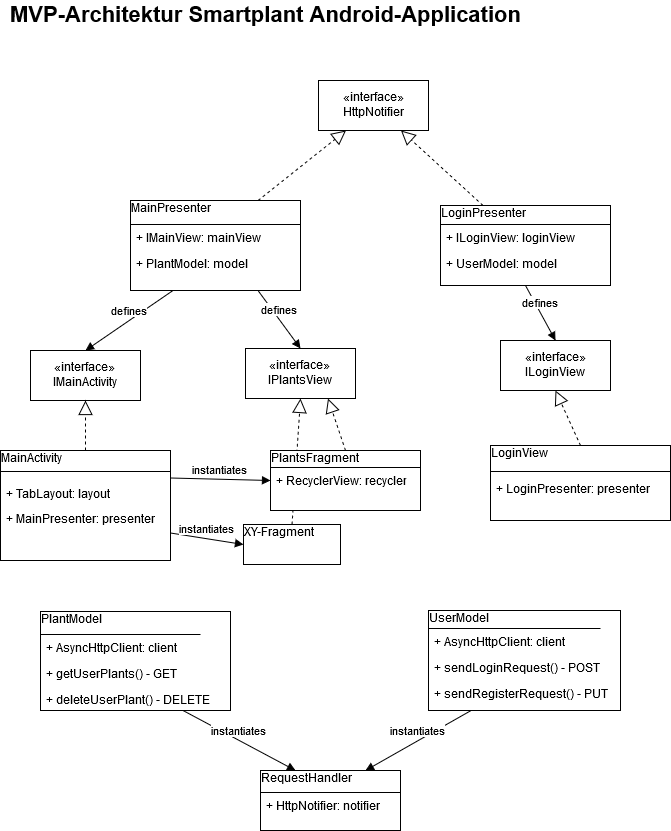 MVP-Architektur Smartplant Android-Application
«interface»
HttpNotifier
MainPresenter
+ IMainView: mainView
+ PlantModel: model
LoginPresenter
+ ILoginView: loginView
+ UserModel: model
defines
defines
defines
«interface»
IMainActivity
«interface»
IPlantsView
«interface»
ILoginView
MainActivity
+ TabLayout: layout
+ MainPresenter: presenter
instantiates
instantiates
PlantsFragment
+ RecyclerView: recycler
XY-Fragment
LoginView
+ LoginPresenter: presenter
PlantModel
+ AsyncHttpClient: client
+ getUserPlants() - GET
+ deleteUserPlant() - DELETE
UserModel
+ AsyncHttpClient: client
+ sendLoginRequest() - POST
+ sendRegisterRequest() - PUT
instantiates
instantiates
RequestHandler
+ HttpNotifier: notifier